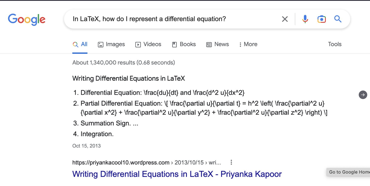 Google
In LaTeX, how do I represent a differential equation?
All Images Videos Books News More Tools
About 1,340,000 results (0.68 seconds)
Writing Differential Equations in LaTeX
1. Differential Equation: \frac{du}{dt} and \frac{d^2 u}{dx^2}
2. Partial Differential Equation: \[ \frac{\partial u}{\partial t} = h^2 \left( \frac{\partial^2 u}
{\partial x^2} + \frac{\partial^2 u}{\partial y^2} + \frac{\partial^2 u}{\partial z^2} \right) \]
3. Summation Sign. ...
4. Integration.
Oct 15, 2013
https://priyankacool10.wordpress.com › 2013/10/15 › wri...
Go to Google Home
Writing Differential Equations in LaTeX - Priyanka Kapoor